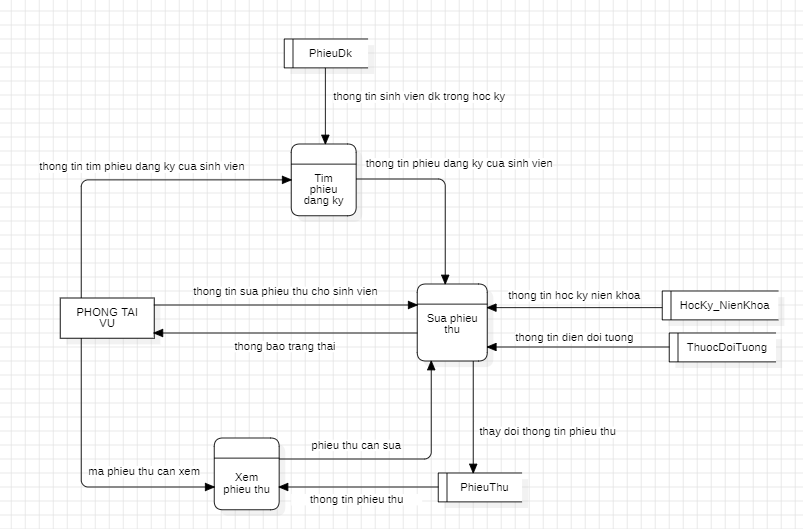 PhieuDk
thong tin sinh vien dk trong hoc ky
thong tin tim phieu dang ky cua sinh vien
thong tin phieu dang ky cua sinh vien
Tim
phieu
dang ky
thong tin sua phieu thu cho sinh vien
thong tin hoc ky nien khoa
HocKy_NienKhoa
PHONG TAI
VU
Sua phieu
thu
thong bao trang thai
thong tin dien doi tuong
ThuocDoiTuong
phieu thu can sua
thay doi thong tin phieu thu
ma phieu thu can xem
Xem
phieu thu
PhieuThu
thong tin phieu thu